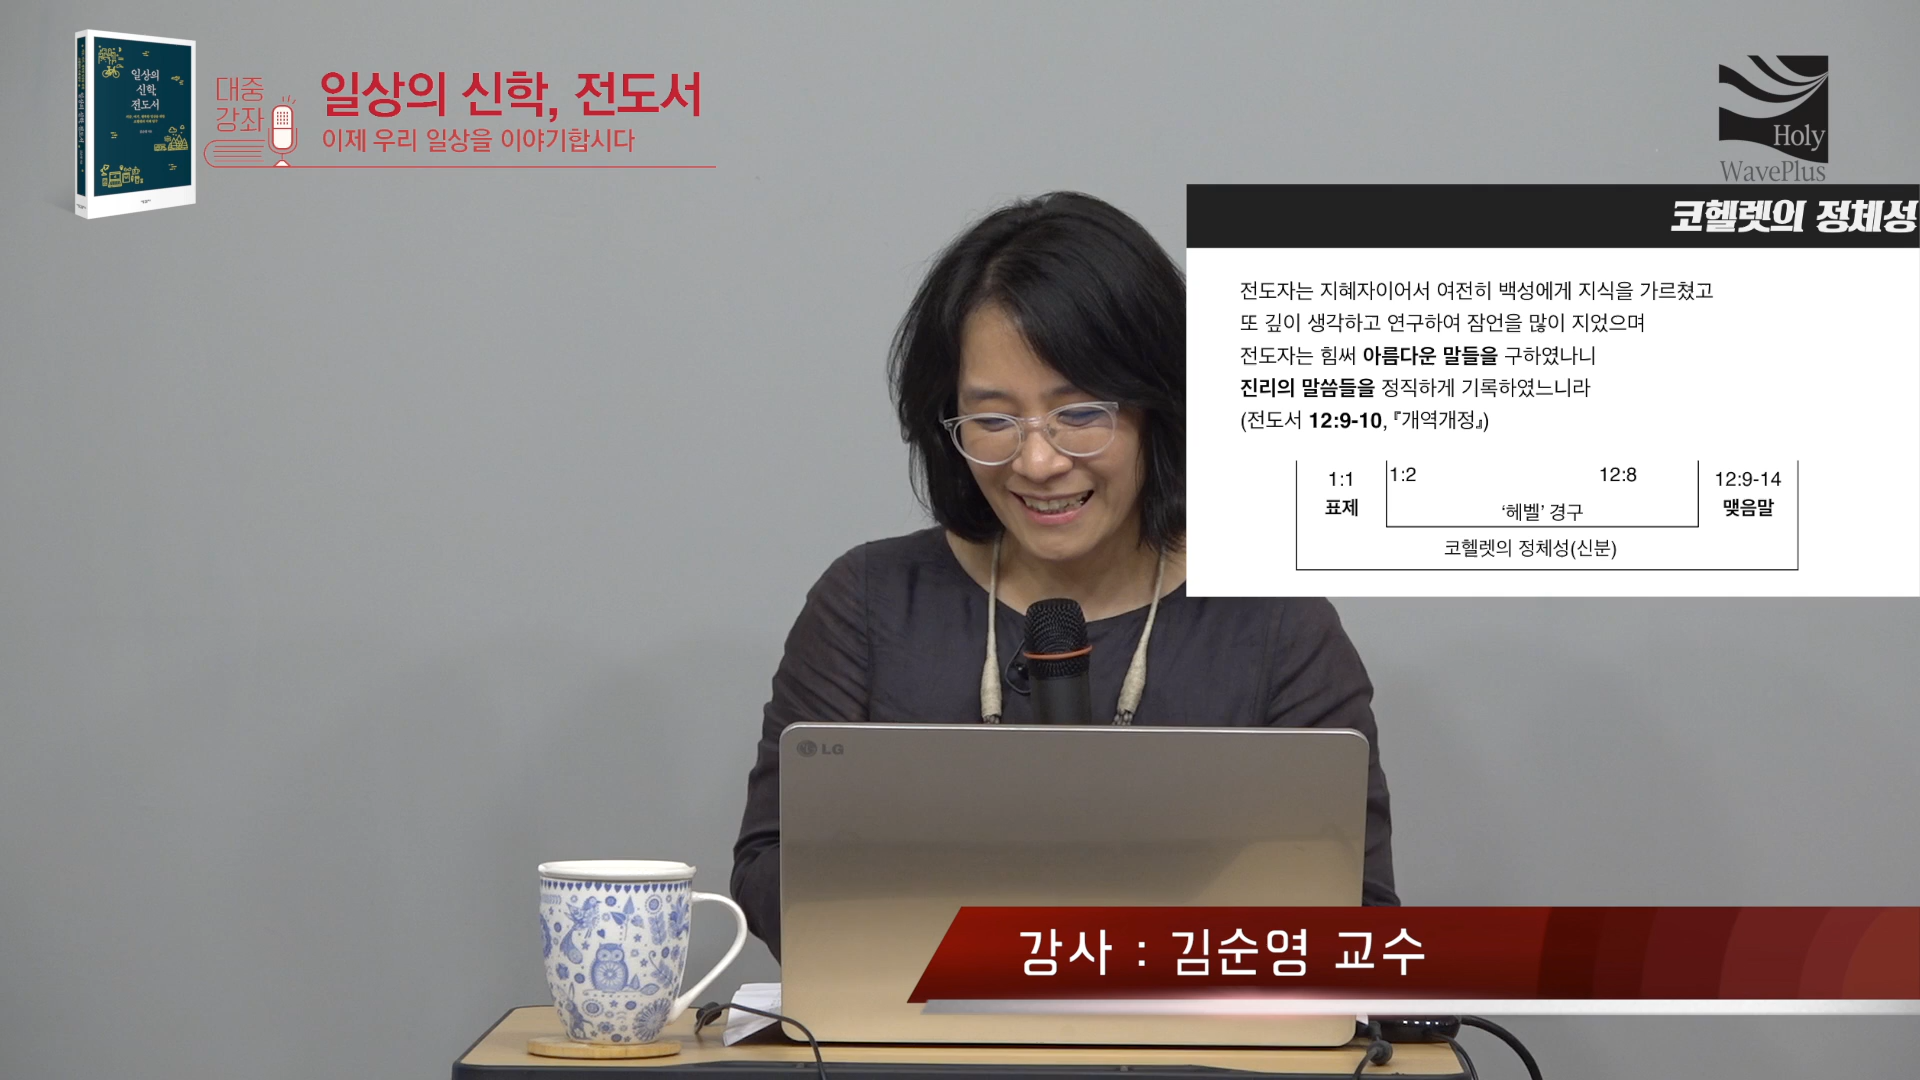 일상의
신학,
전도서
대중
강좌
일상의 신학, 전도서
이제 우리 일상을 이야기합시다
Holy
WavePlus
코헬렛의 정체성
전도자는 지혜자이어서 여전히 백성에게 지식을 가르쳤고
또 깊이 생각하고 연구하여 잠언을 많이 지었으며
전도자는 힘써 아름다운 말들을 구하였나니
진리의 말씀들을 정직하게 기록하였느니라
(전도서 12:9-10, 『개역개정』)
1:1 1:2 12:8 12:9-14
표제 ‘헤벨’ 경구 맺음말
코헬렛의 정체성(신분)
LG
강사 : 김순영 교수